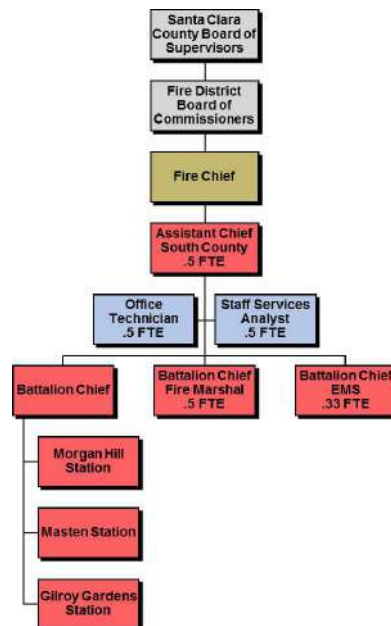 Santa Clara
County Board of
Supervisors
Fire District
Board of
Commissioners
Fire Chief
Assistant Chief
South County
.5 FTE
Office
Technician
.5 FTE
Staff Services
Analyst
.5 FTE
Battalion Chief
Battalion Chief
Fire Marshal
.5 FTE
Battalion Chief
EMS
.33 FTE
Morgan Hill
Station
Masten Station
Gilroy Gardens
Station